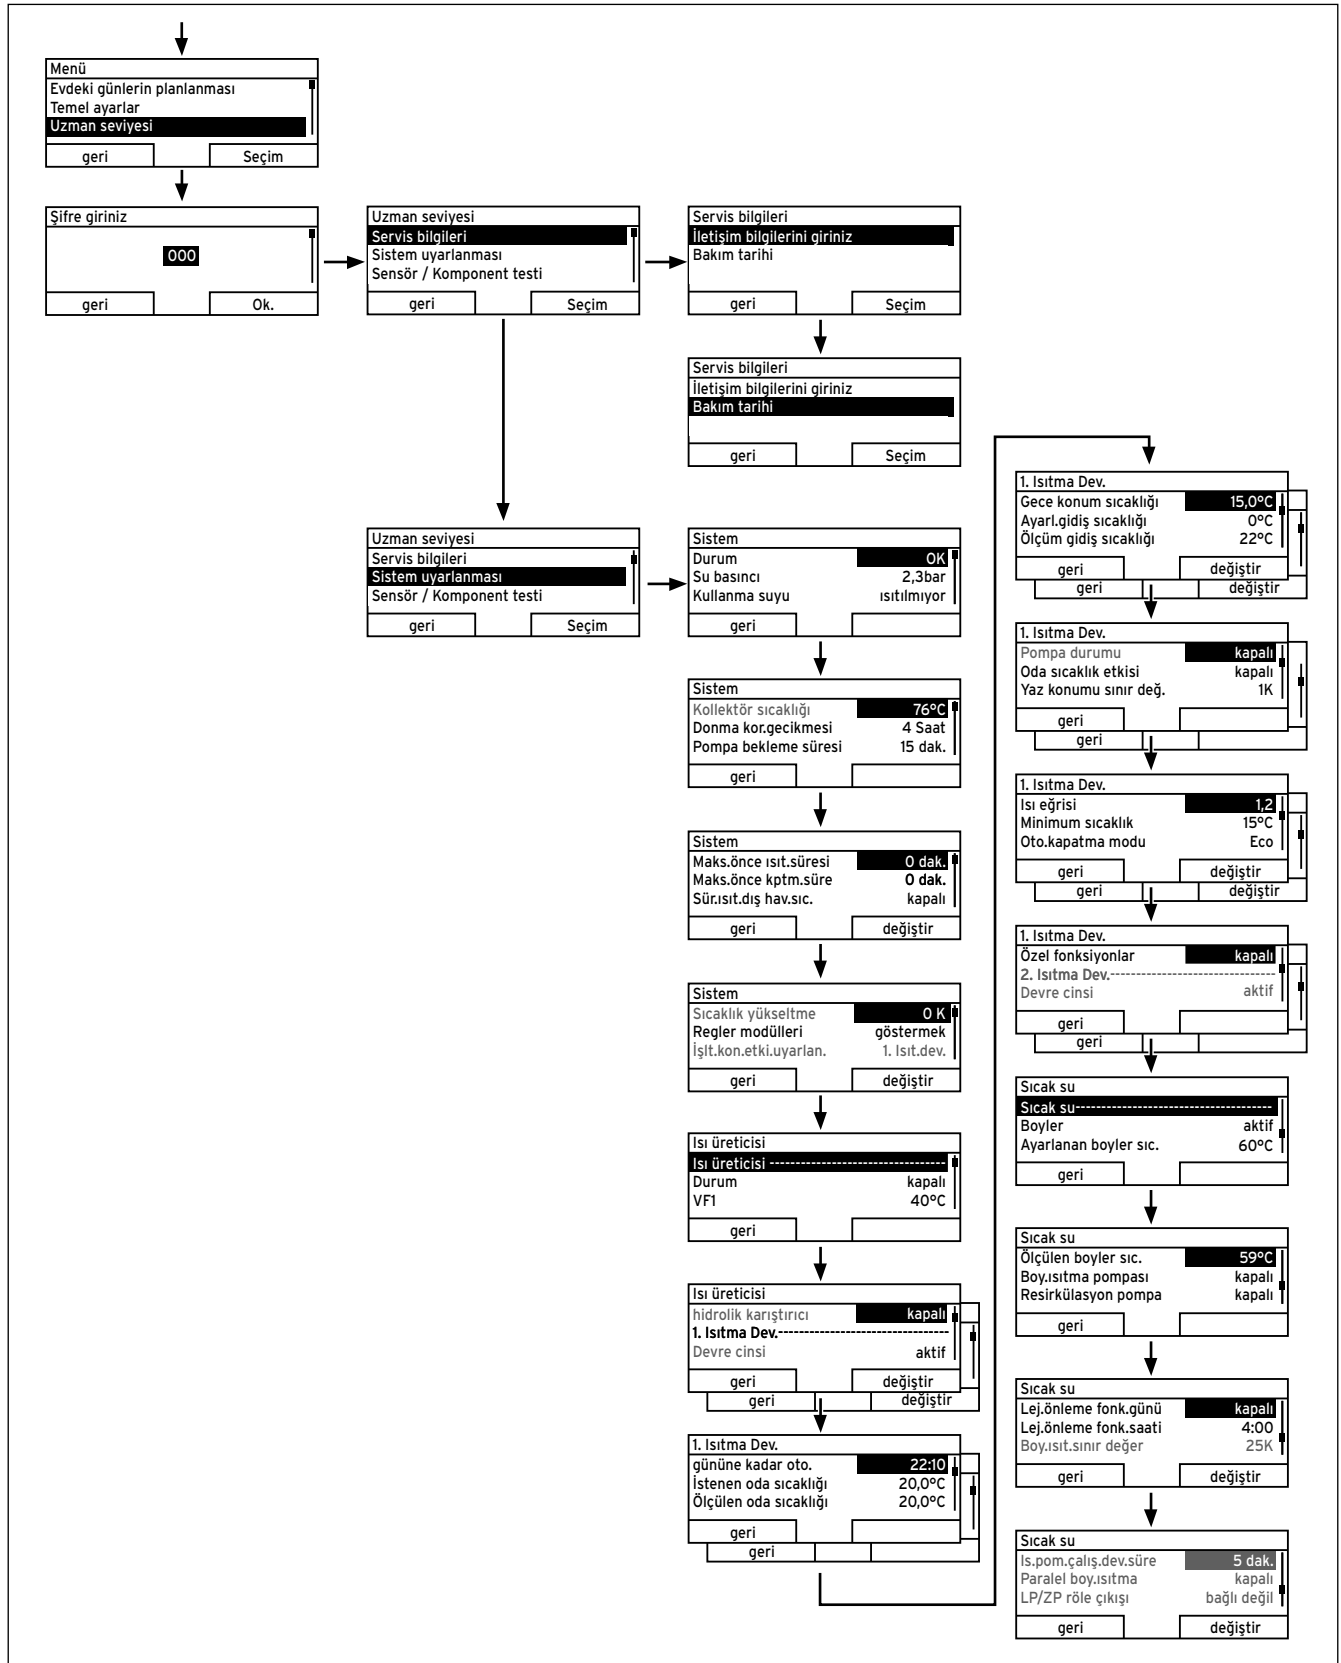 Menü
Evdeki günlerin planlanması
Temel ayarlar
Uzman seviyesi
geri Seçim
Şifre giriniz
000
geri Ok.
Uzman seviyesi
Servis bilgileri
Sistem uyarlanması
Sensör / Komponent testi
geri Seçim
Servis bilgileri
İletişim bilgilerini giriniz
Bakım tarihi
geri Seçim
Servis bilgileri
İletişim bilgilerini giriniz
Bakım tarihi
geri Seçim
Uzman seviyesi
Servis bilgileri
Sistem uyarlanması
Sensör / Komponent testi
geri Seçim
Sistem
Durum OK
Su basıncı 2,3bar
Kullanma suyu ısıtılmıyor
geri
Sistem
Kollektör sıcaklığı 76°C
Donma kor.gecikmesi 4 Saat
Pompa bekleme süresi 15 dak.
geri
Sistem
Maks.önce ısıt.süresi 0 dak.
Maks.önce kptm.süre 0 dak.
Sür.ısıt.dış hav.sıc. kapalı
geri değiştir
Sistem
Sıcaklık yükseltme 0 K
Regler modülleri göstermek
İşlt.kon.etki.uyarlan. 1. Isıt.dev.
geri değiştir
Isı üreticisi
Isı üreticisi ----------------------------------
Durum kapalı
VF1 40°C
geri
Isı üreticisi
hidrolik karıştırıcı kapalı
1. Isıtma Dev.---------------------------------
Devre cinsi aktif
geri değiştir
geri değiştir
1. Isıtma Dev.
gününe kadar oto. 22:10
İstenen oda sıcaklığı 20,0°C
Ölçülen oda sıcaklığı 20,0°C
geri
geri
1. Isıtma Dev.
Gece konum sıcaklığı 15,0°C
Ayarl.gidiş sıcaklığı 0°C
Ölçüm gidiş sıcaklığı 22°C
geri değiştir
geri değiştir
1. Isıtma Dev.
Pompa durumu kapalı
Oda sıcaklık etkisi kapalı
Yaz konumu sınır değ. 1K
geri
geri
1. Isıtma Dev.
Isı eğrisi 1,2
Minimum sıcaklık 15°C
Oto.kapatma modu Eco
geri değiştir
geri değiştir
1. Isıtma Dev.
Özel fonksiyonlar kapalı
2. Isıtma Dev.--------------------------------
Devre cinsi aktif
geri
geri
Sıcak su
Sıcak su---------------------------------------
Boyler aktif
Ayarlanan boyler sıc. 60°C
geri
Sıcak su
Ölçülen boyler sıc. 59°C
Boy.ısıtma pompası kapalı
Resirkülasyon pompa kapalı
geri
Sıcak su
Lej.önleme fonk.günü kapalı
Lej.önleme fonk.saati 4:00
Boy.ısıt.sınır değer 25K
geri değiştir
Sıcak su
Is.pom.çalış.dev.süre 5 dak.
Paralel boy.ısıtma kapalı
LP/ZP röle çıkışı bağlı değil
geri değiştir